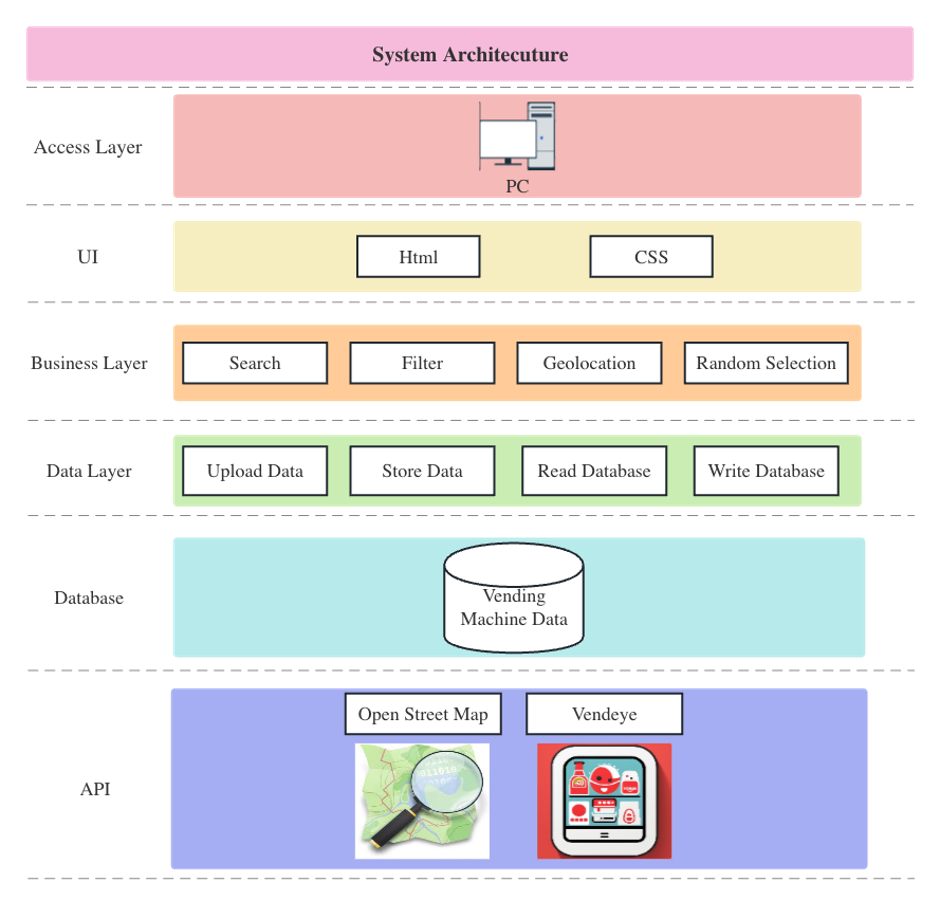 System Architecuture
Access Layer
PC
UI
Html
CSS
Business Layer
Search
Filter
Geolocation
Random Selection
Data Layer
Upload Data
Store Data
Read Database
Write Database
Database
Vending
Machine Data
API
Open Street Map
Vendeye